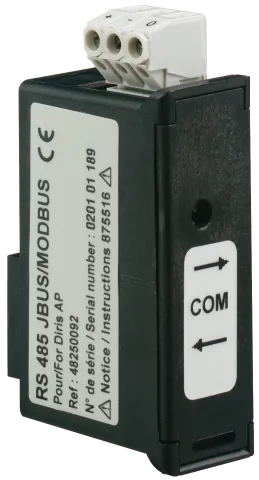 + - 0
RS 485 JBUS/MODBUS CE
Pour/For Diris AP
Ref : 48250092
N° de série / Serial number : 0201 01 189
⚠ Notice / Instructions 875516 ⚠
COM